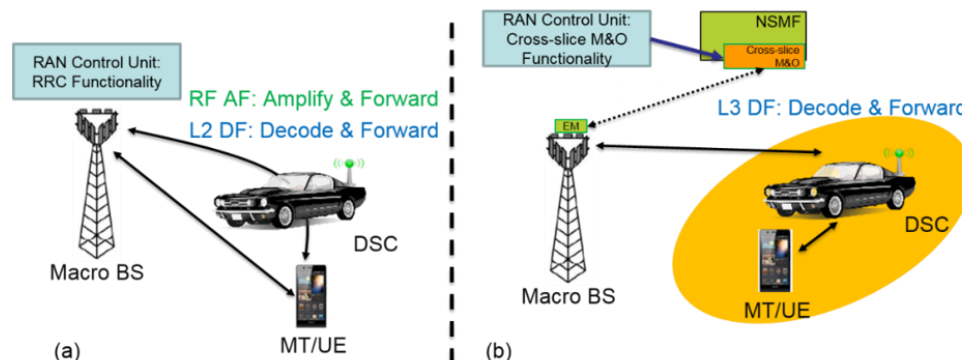 RAN Control Unit:
RRC Functionality
RF AF: Amplify & Forward
L2 DF: Decode & Forward
DSC
Macro BS
MT/UE
(a)
RAN Control Unit:
Cross-slice M&O
Functionality
NSMF
Cross-slice
M&O
L3 DF: Decode & Forward
EM
DSC
Macro BS
MT/UE
(b)